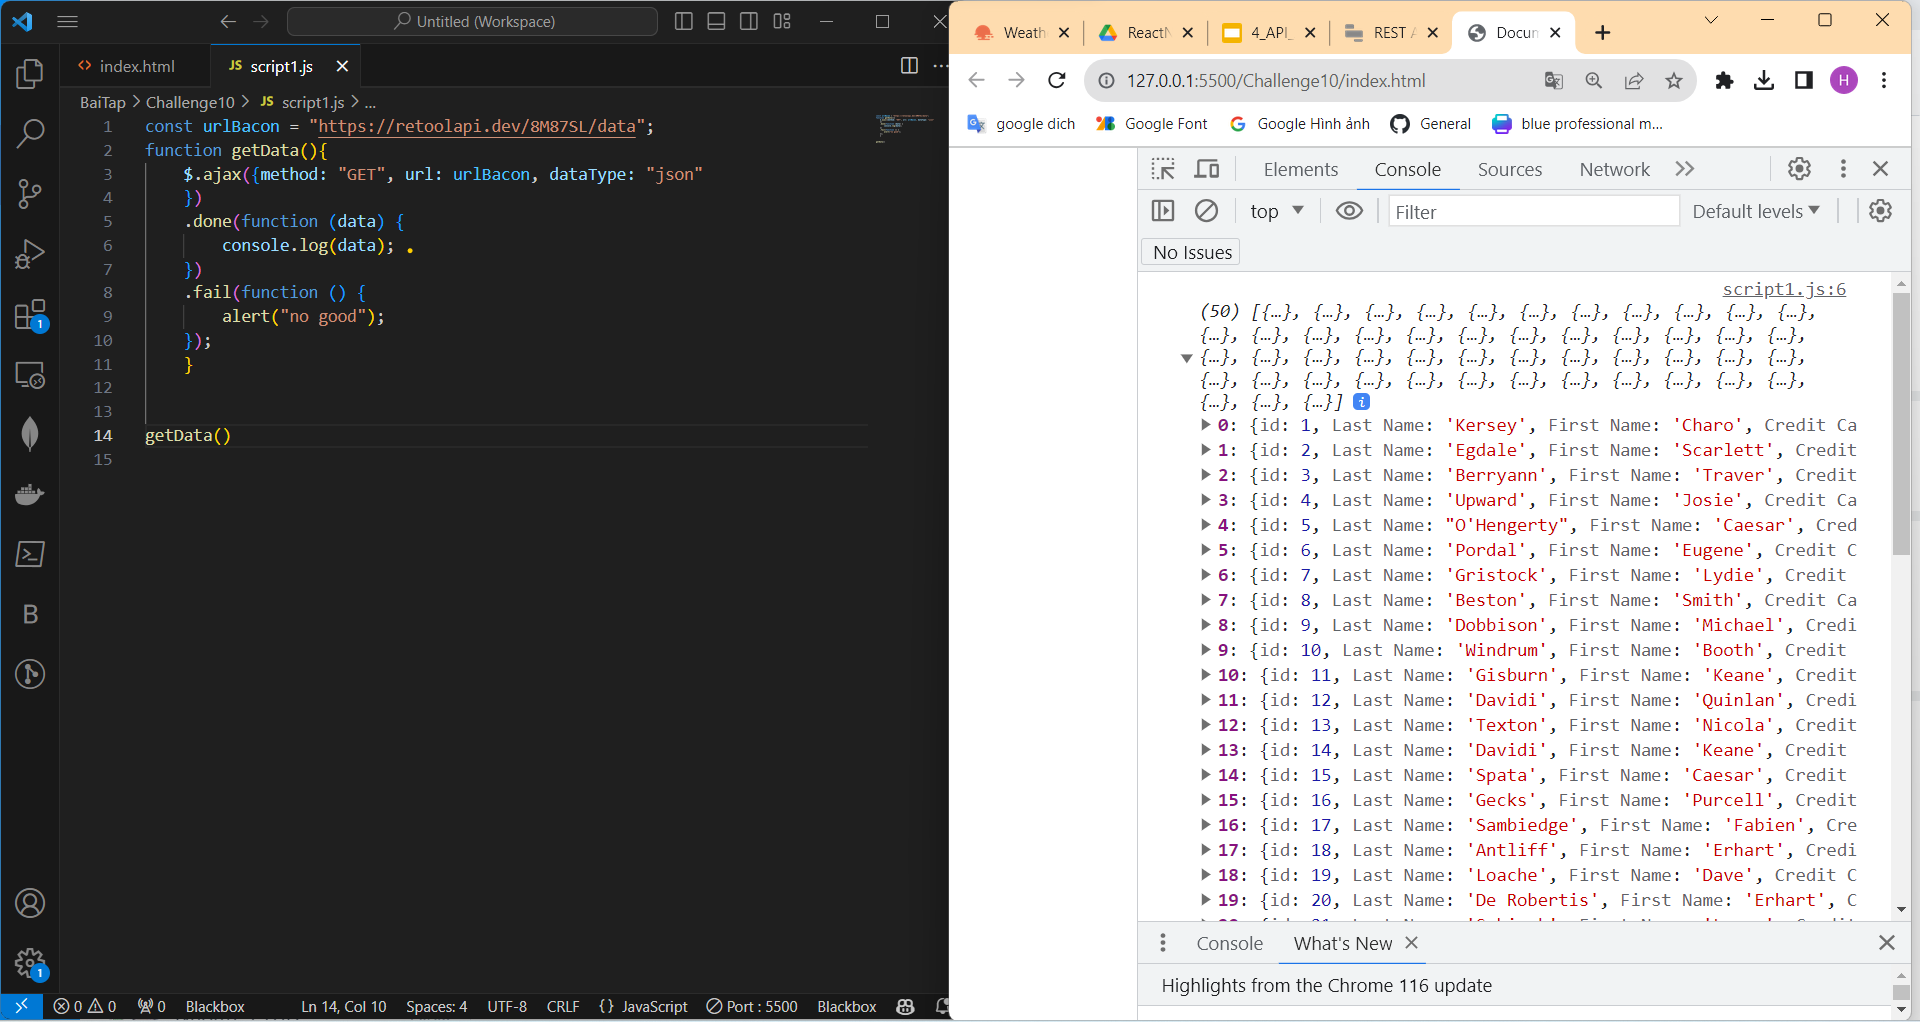 Untitled (Workspace)
index.html
JS script1.js
BaiTap > Challenge10 > JS script1.js > ...
1 const urlBacon = "https://retoolapi.dev/8M87SL/data";
2 function getData(){
3 $.ajax({method: "GET", url: urlBacon, dataType: "json"
4 })
5 .done(function (data) {
6 console.log(data);
7 })
8 .fail(function () {
9 alert("no good");
10 });
11 }
12
13
14 getData()
15
1
B
1
0 0 0 Blackbox Ln 14, Col 10 Spaces: 4 UTF-8 CRLF {} JavaScript Port : 5500 Blackbox
Weath ReactN 4_API_ REST A Docun
127.0.0.1:5500/Challenge10/index.html H
google dich Google Font Google Hình ảnh General blue professional m...
Elements Console Sources Network
top Filter Default levels
No Issues
script1.js:6
(50) [{…}, {…}, {…}, {…}, {…}, {…}, {…}, {…}, {…}, {…}, {…},
{…}, {…}, {…}, {…}, {…}, {…}, {…}, {…}, {…}, {…}, {…}, {…},
{…}, {…}, {…}, {…}, {…}, {…}, {…}, {…}, {…}, {…}, {…}, {…},
{…}, {…}, {…}, {…}, {…}, {…}, {…}, {…}, {…}, {…}, {…}, {…},
{…}, {…}, {…}] i
0: {id: 1, Last Name: 'Kersey', First Name: 'Charo', Credit Ca
1: {id: 2, Last Name: 'Egdale', First Name: 'Scarlett', Credit
2: {id: 3, Last Name: 'Berryann', First Name: 'Traver', Credit
3: {id: 4, Last Name: 'Upward', First Name: 'Josie', Credit Ca
4: {id: 5, Last Name: "O'Hengerty", First Name: 'Caesar', Cred
5: {id: 6, Last Name: 'Pordal', First Name: 'Eugene', Credit C
6: {id: 7, Last Name: 'Gristock', First Name: 'Lydie', Credit
7: {id: 8, Last Name: 'Beston', First Name: 'Smith', Credit Ca
8: {id: 9, Last Name: 'Dobbison', First Name: 'Michael', Credi
9: {id: 10, Last Name: 'Windrum', First Name: 'Booth', Credit
10: {id: 11, Last Name: 'Gisburn', First Name: 'Keane', Credit
11: {id: 12, Last Name: 'Davidi', First Name: 'Quinlan', Credi
12: {id: 13, Last Name: 'Texton', First Name: 'Nicola', Credit
13: {id: 14, Last Name: 'Davidi', First Name: 'Keane', Credit
14: {id: 15, Last Name: 'Spata', First Name: 'Caesar', Credit
15: {id: 16, Last Name: 'Gecks', First Name: 'Purcell', Credit
16: {id: 17, Last Name: 'Sambiedge', First Name: 'Fabien', Cre
17: {id: 18, Last Name: 'Antliff', First Name: 'Erhart', Credi
18: {id: 19, Last Name: 'Loache', First Name: 'Dave', Credit C
19: {id: 20, Last Name: 'De Robertis', First Name: 'Erhart', C
Console What's New
Highlights from the Chrome 116 update